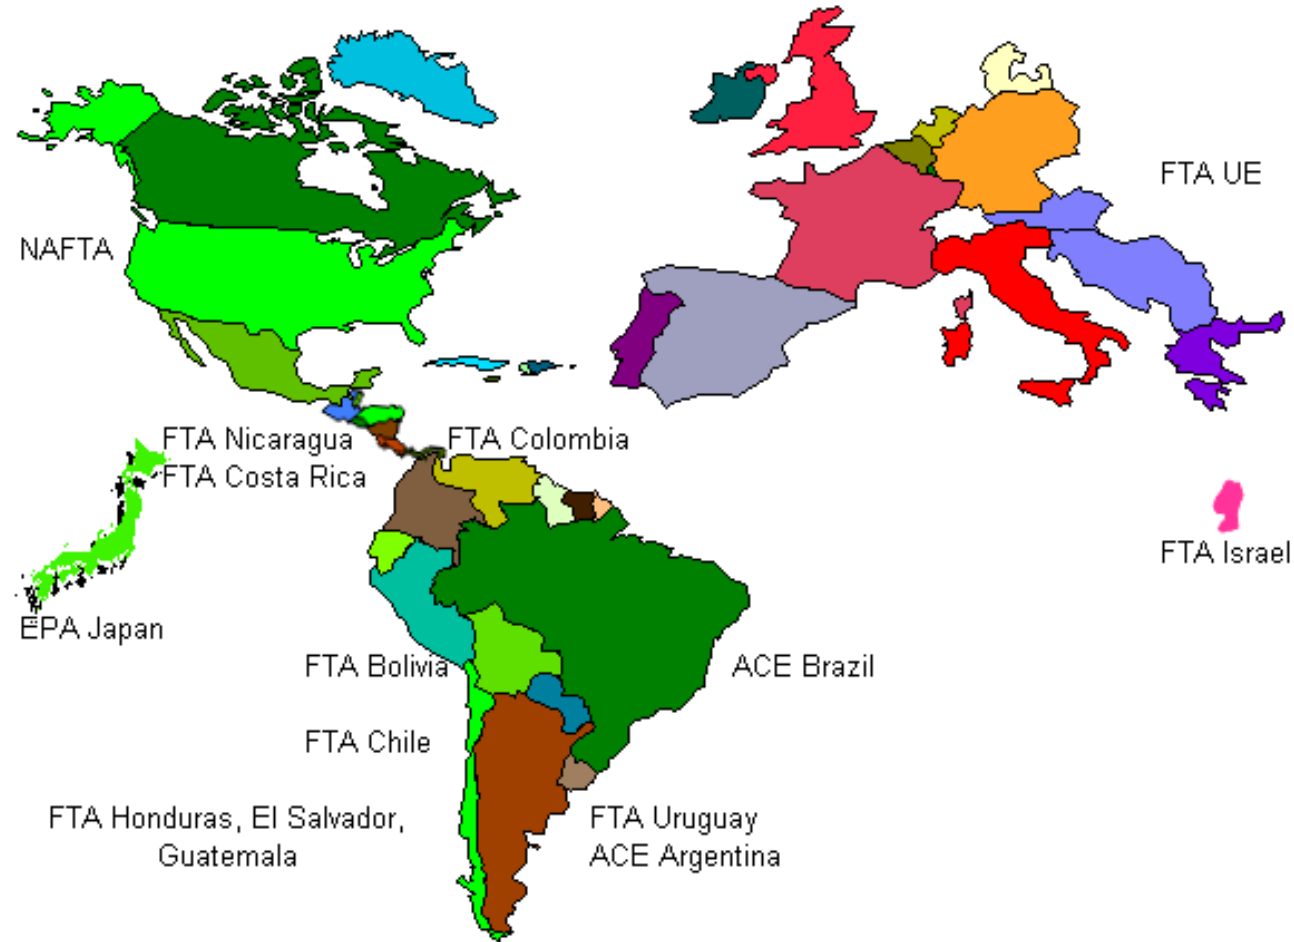 FTA UE
NAFTA
FTA Nicaragua
FTA Colombia
FTA Costa Rica
FTA Israel
EPA Japan
FTA Bolivia
ACE Brazil
FTA Chile
FTA Honduras, El Salvador,
Guatemala
FTA Uruguay
ACE Argentina